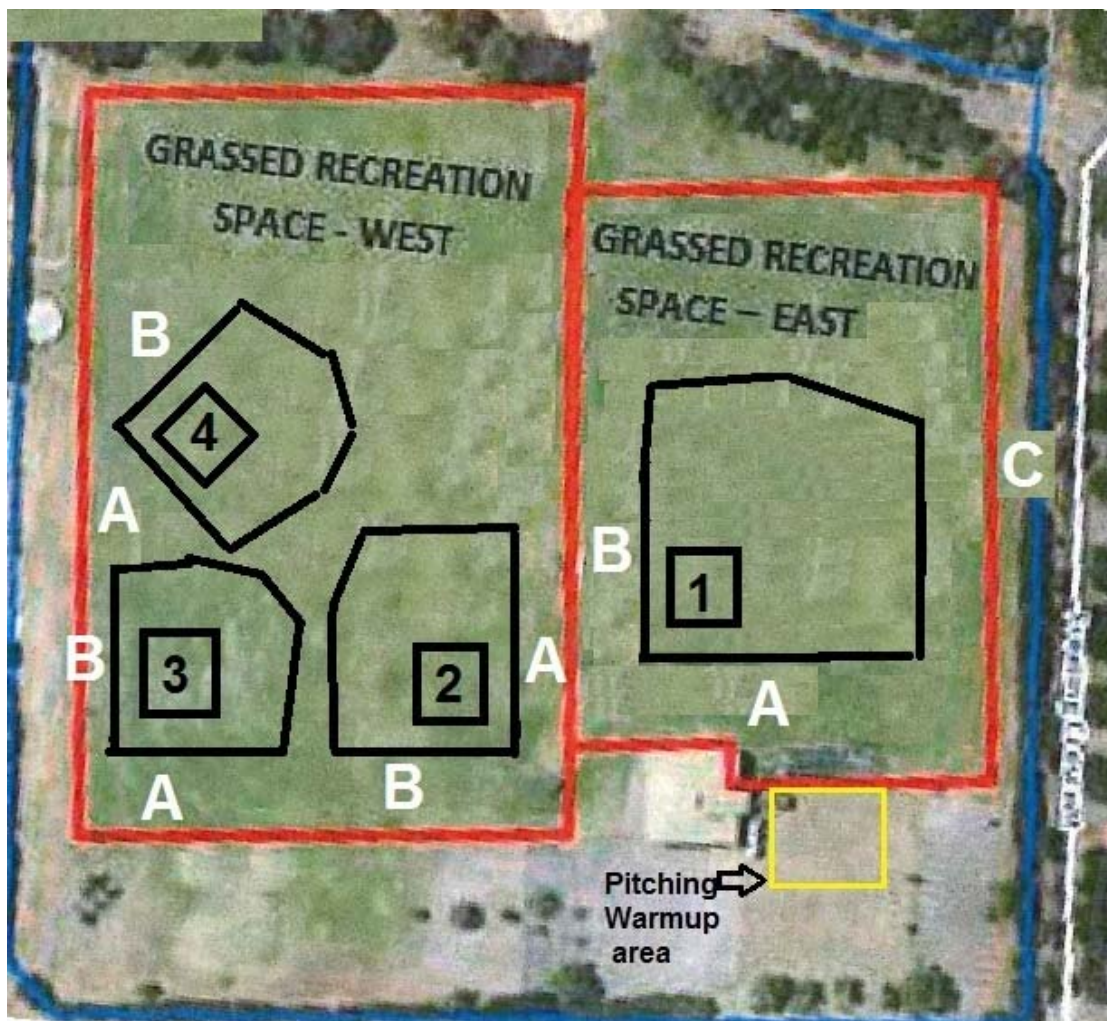 GRASSED RECREATION
SPACE - WEST
GRASSED RECREATION
SPACE – EAST
B
4
A
B
3
A
2
A
B
B
1
A
C
Pitching
Warmup
area